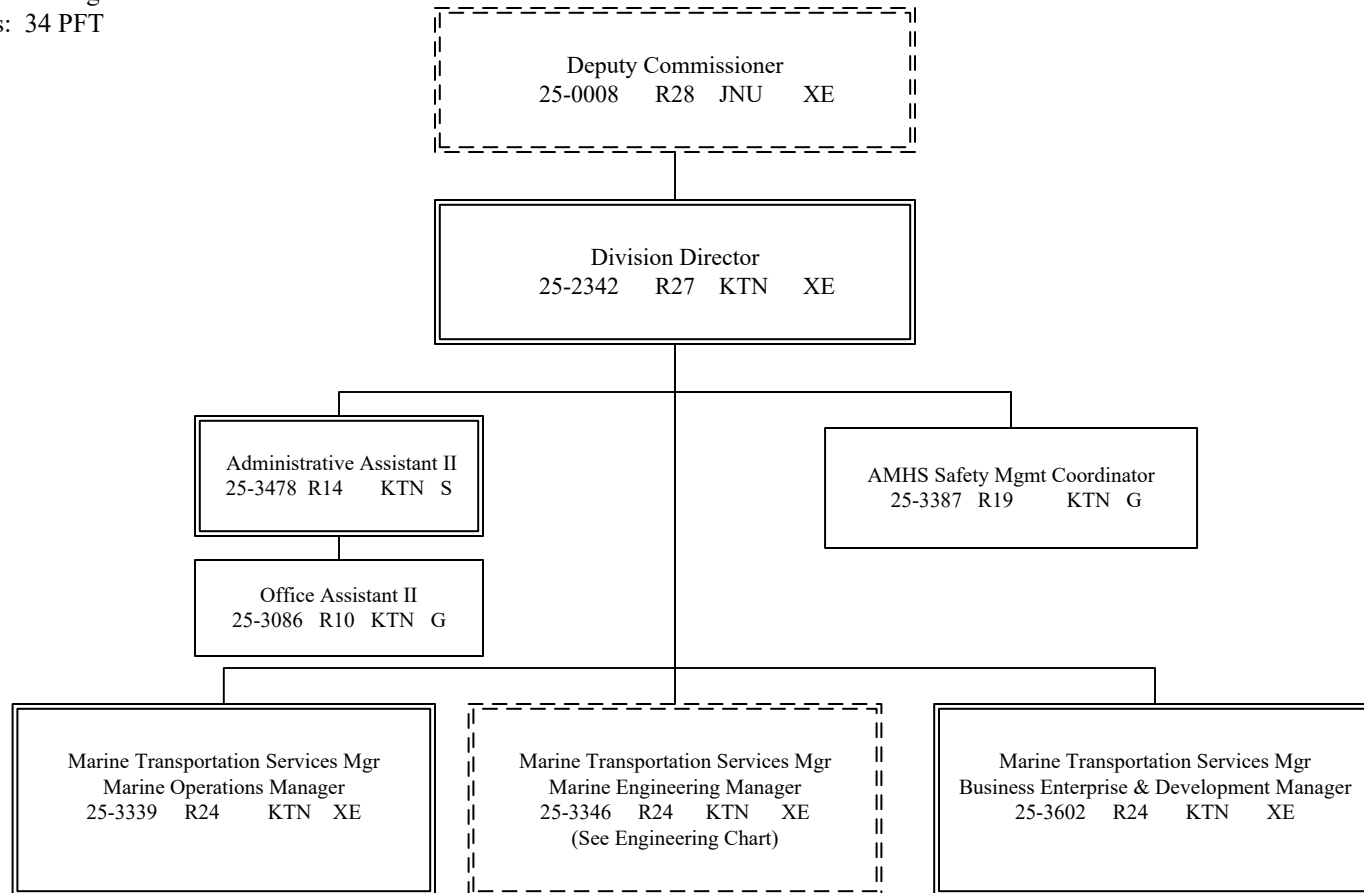 s: 34 PFT
Deputy Commissioner
25-0008 R28 JNU XE
Division Director
25-2342 R27 KTN XE
Administrative Assistant II
25-3478 R14 KTN S
AMHS Safety Mgmt Coordinator
25-3387 R19 KTN G
Office Assistant II
25-3086 R10 KTN G
Marine Transportation Services Mgr
Marine Operations Manager
25-3339 R24 KTN XE
Marine Transportation Services Mgr
Marine Engineering Manager
25-3346 R24 KTN XE
(See Engineering Chart)
Marine Transportation Services Mgr
Business Enterprise & Development Manager
25-3602 R24 KTN XE